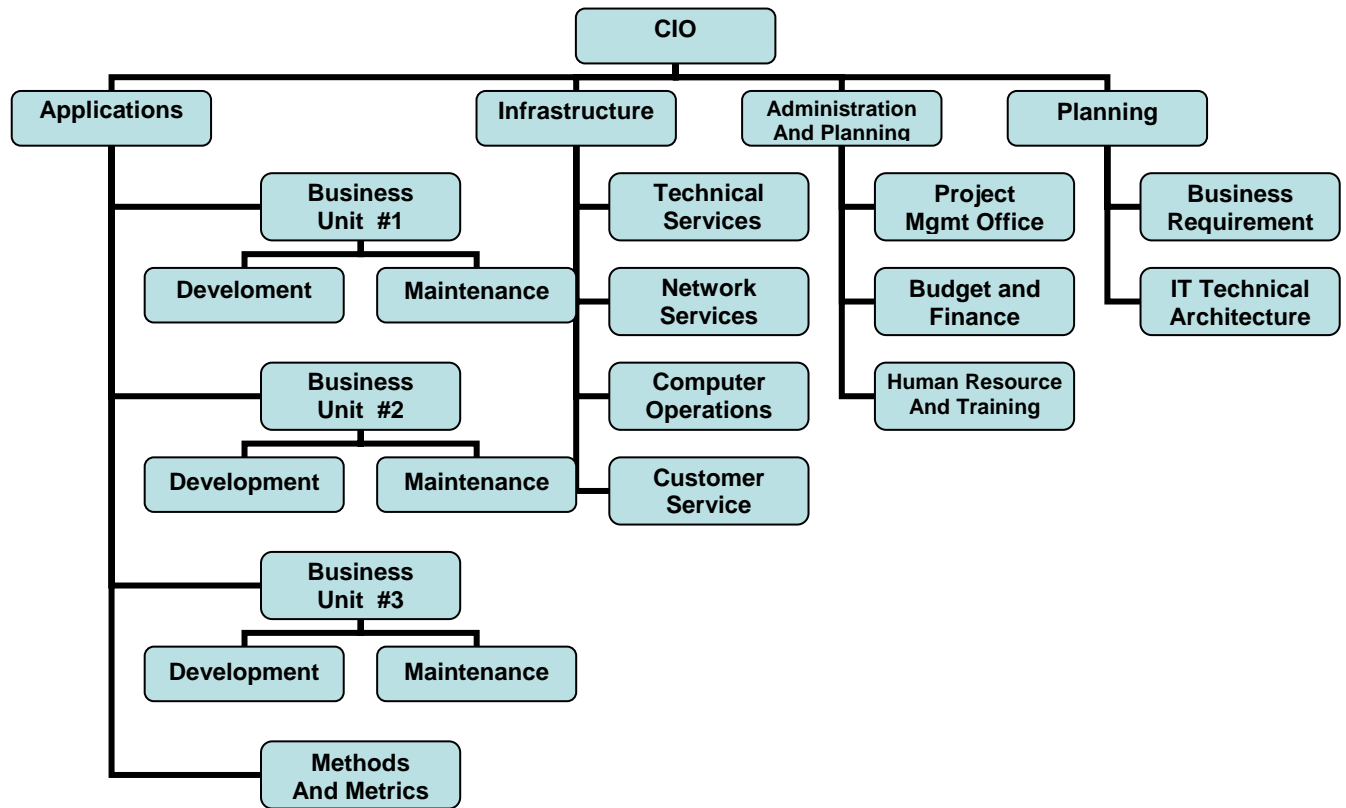 CIO
Applications
Infrastructure
Administration
And Planning
Planning
Business
Unit #1
Technical
Services
Project
Mgmt Office
Business
Requirement
Develoment
Maintenance
Network
Services
Budget and
Finance
IT Technical
Architecture
Business
Unit #2
Computer
Operations
Human Resource
And Training
Development
Maintenance
Customer
Service
Business
Unit #3
Development
Maintenance
Methods
And Metrics